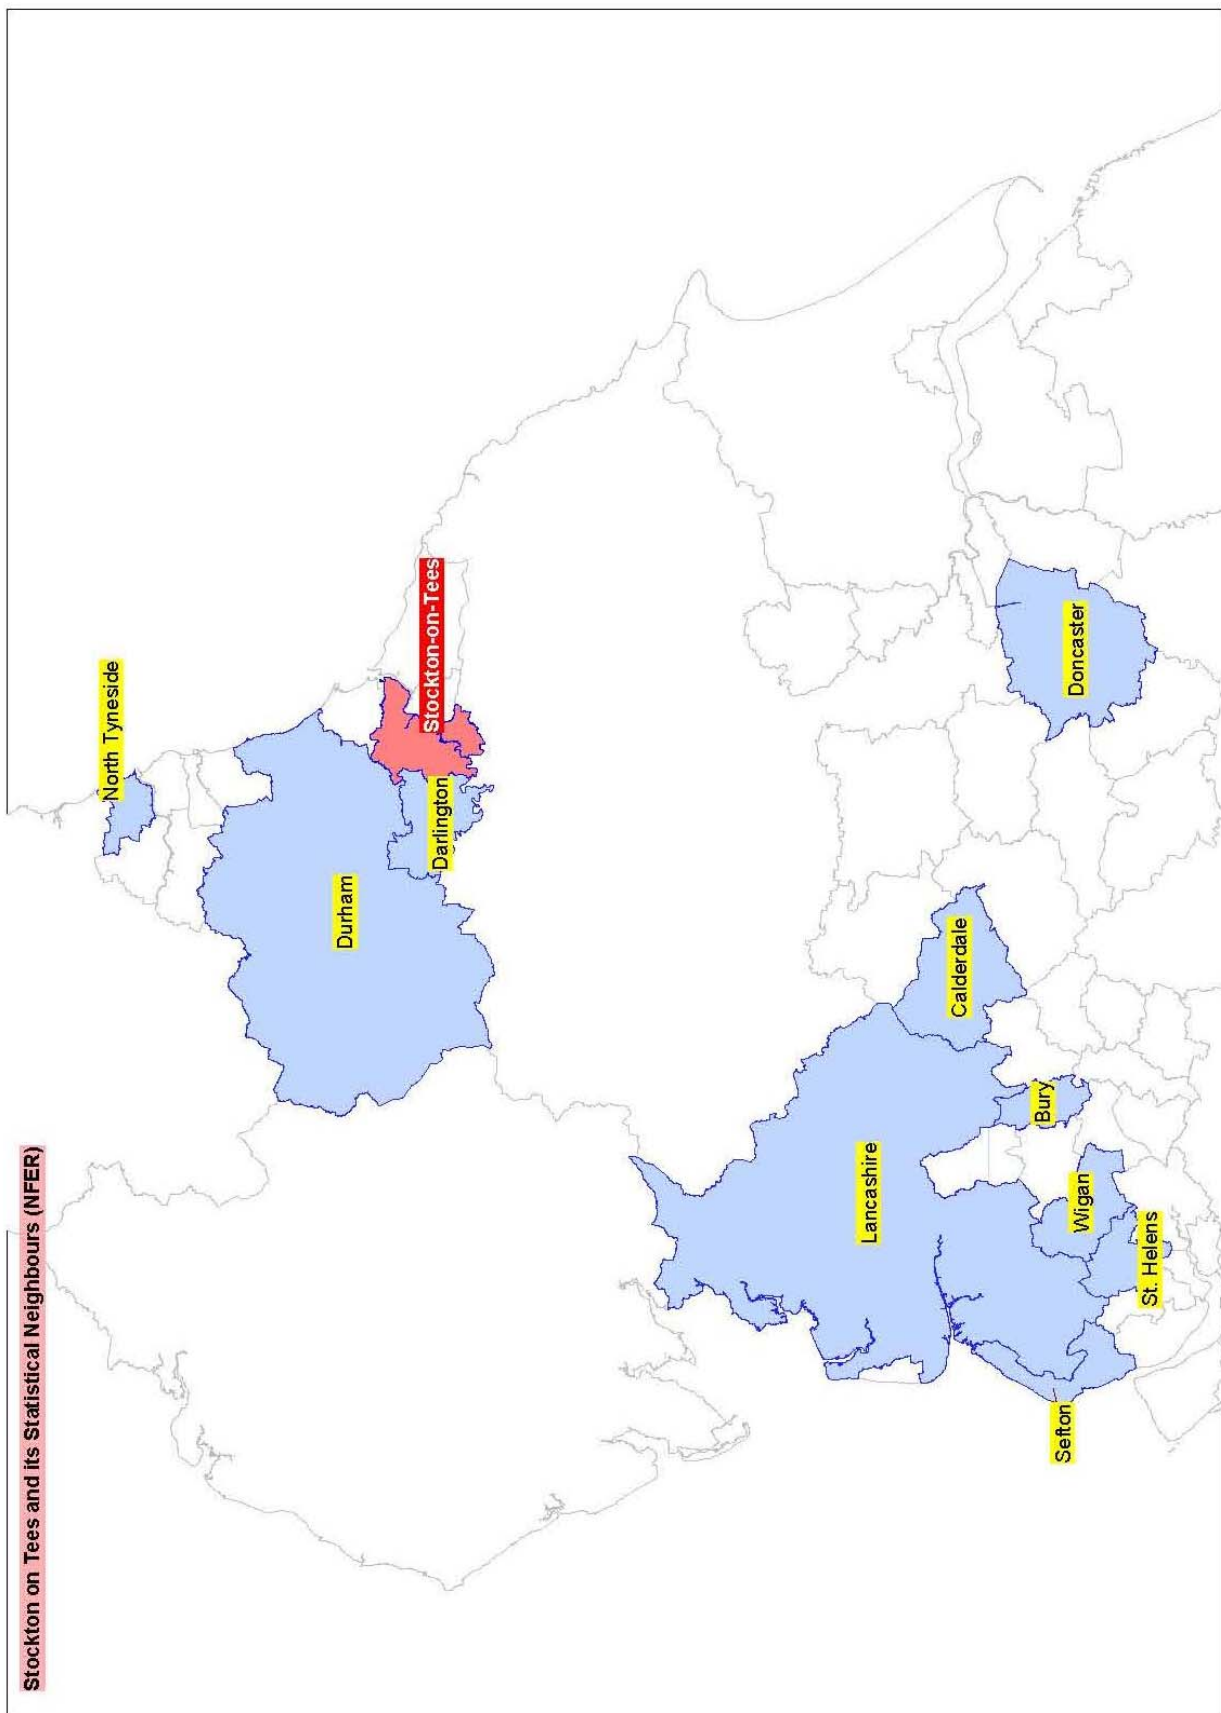 Stockton on Tees and its Statistical Neighbours (NFER)
North Tyneside
Durham
Stockton-on-Tees
Darlington
Lancashire
Calderdale
Bury
Sefton
Wigan
Doncaster
St. Helens